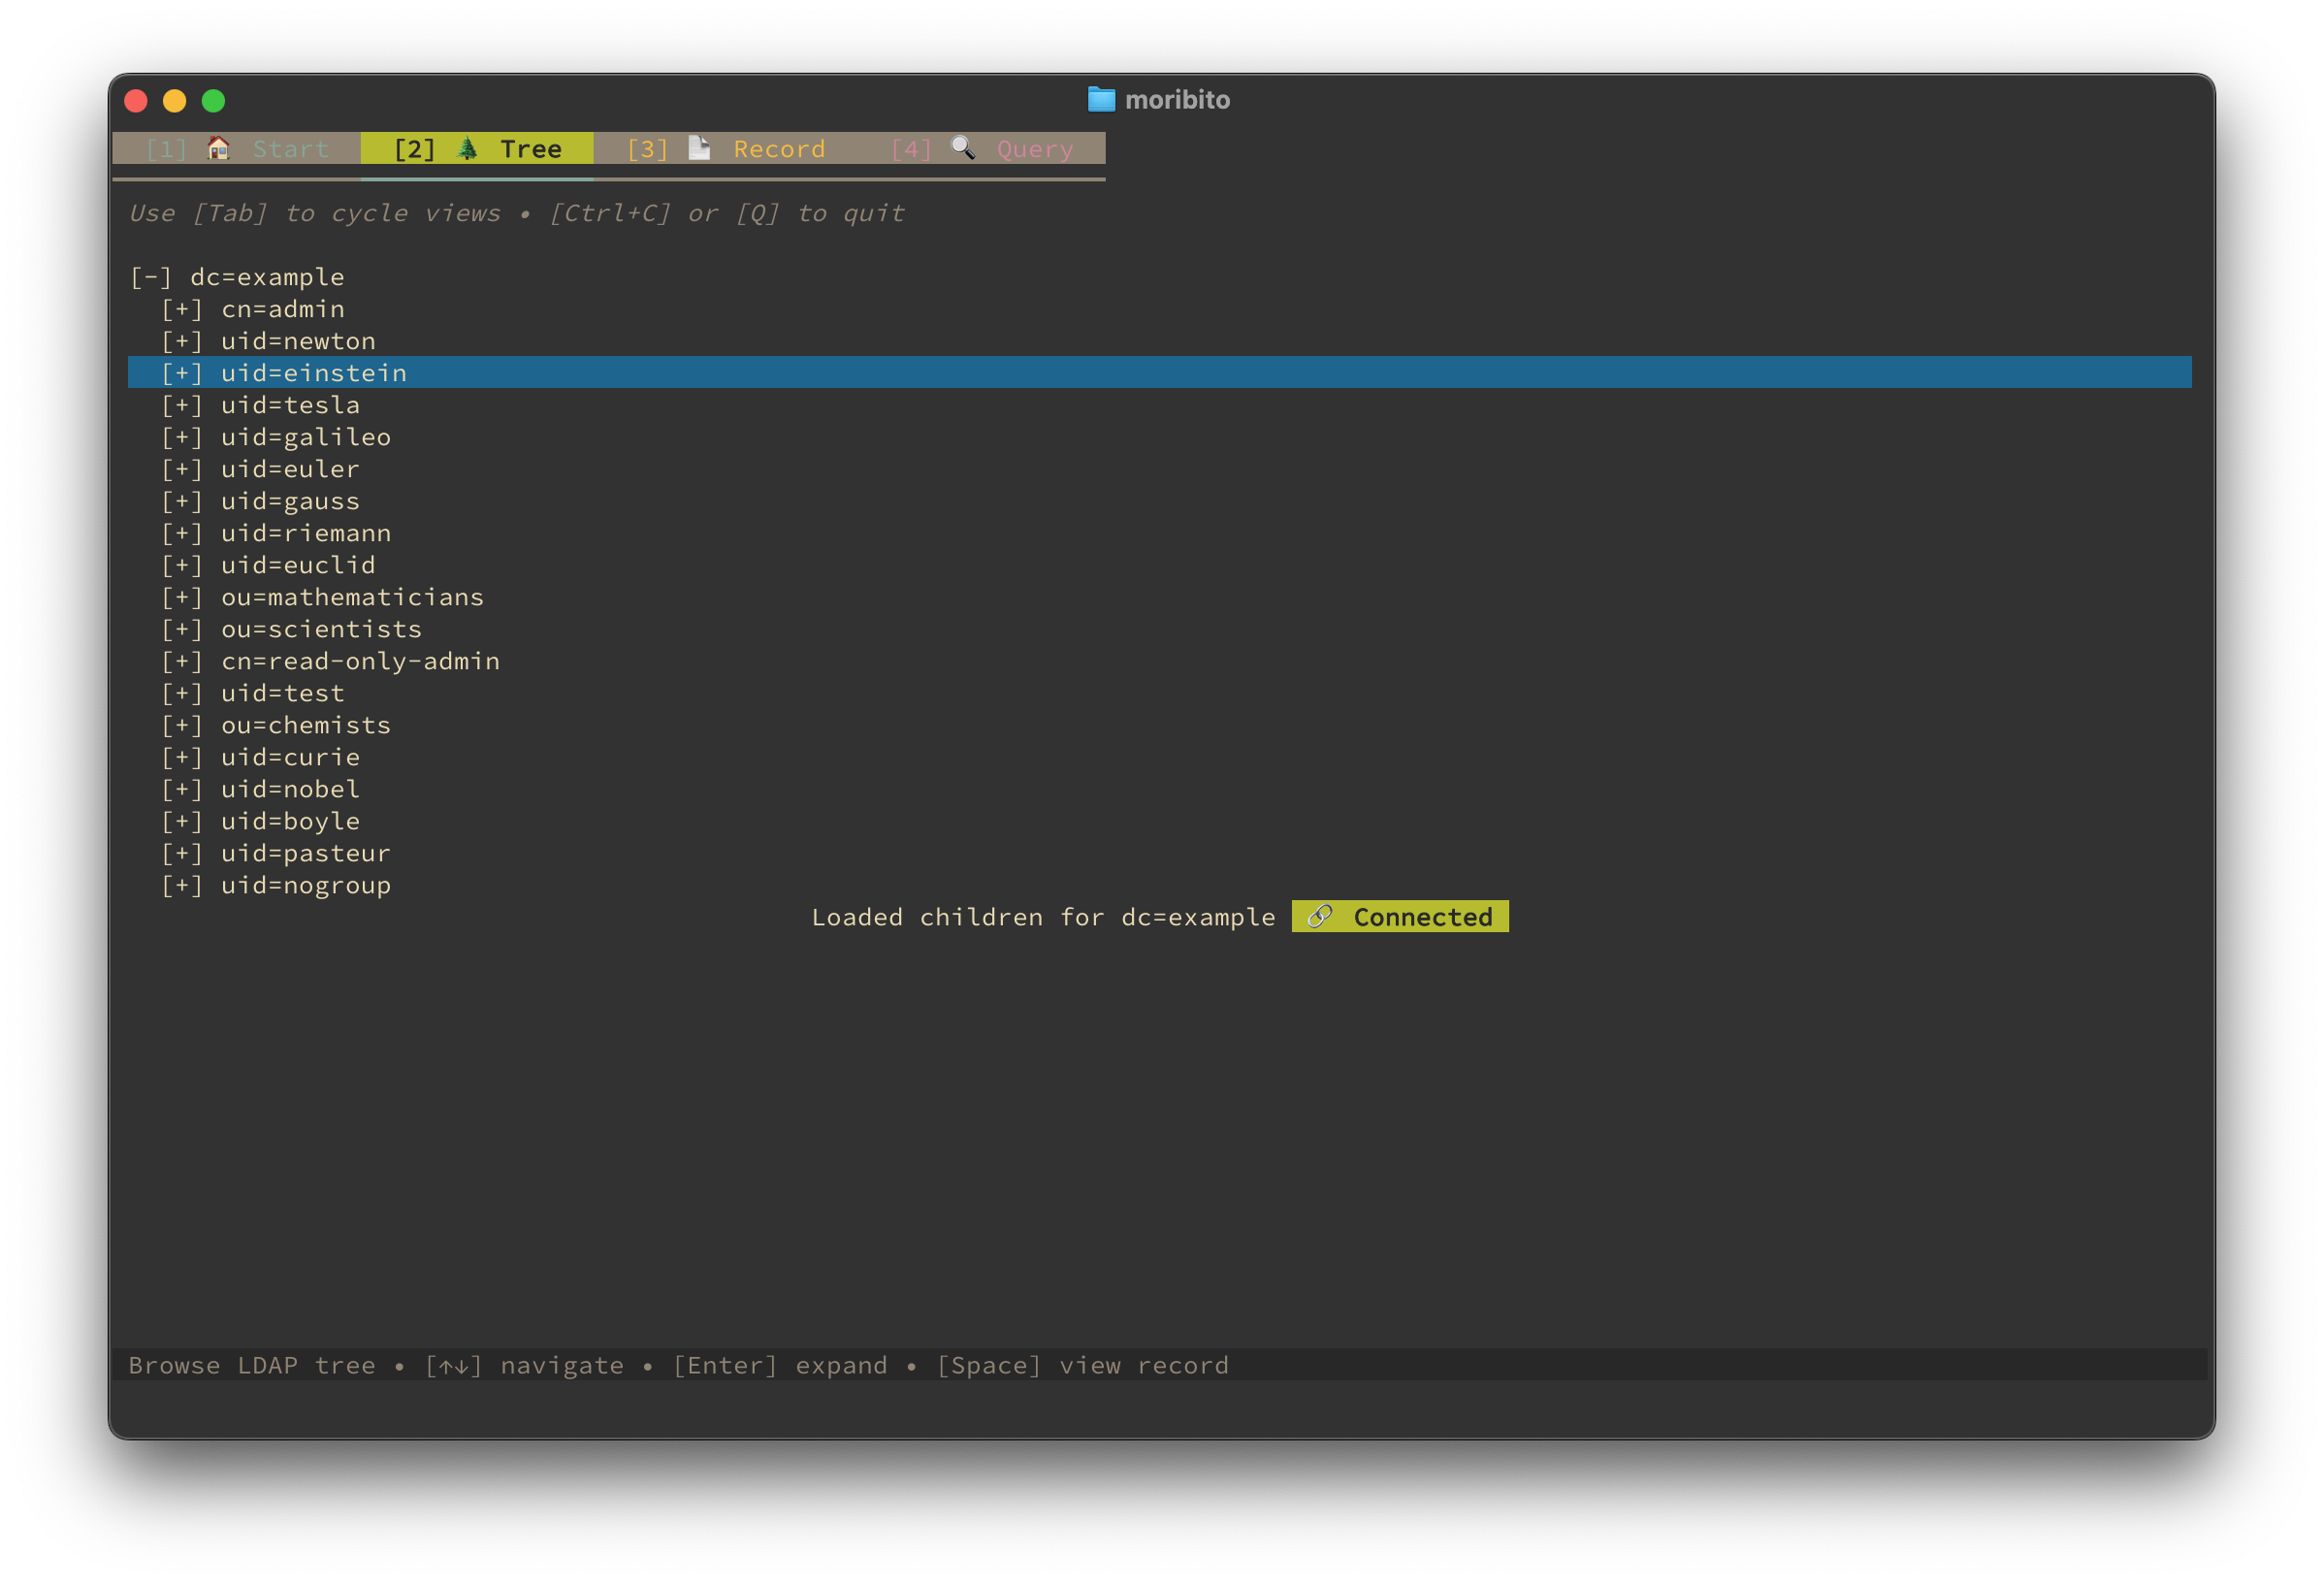 moribito
[1] 🏠 Start [2] 🌲 Tree [3] 📄 Record [4] 🔍 Query
Use [Tab] to cycle views • [Ctrl+C] or [Q] to quit
[-] dc=example
[+] cn=admin
[+] uid=newton
[+] uid=einstein
[+] uid=tesla
[+] uid=galileo
[+] uid=euler
[+] uid=gauss
[+] uid=riemann
[+] uid=euclid
[+] ou=mathematicians
[+] ou=scientists
[+] cn=read-only-admin
[+] uid=test
[+] ou=chemists
[+] uid=curie
[+] uid=nobel
[+] uid=boyle
[+] uid=pasteur
[+] uid=nogroup
Loaded children for dc=example 🔗 Connected
Browse LDAP tree • [↑↓] navigate • [Enter] expand • [Space] view record